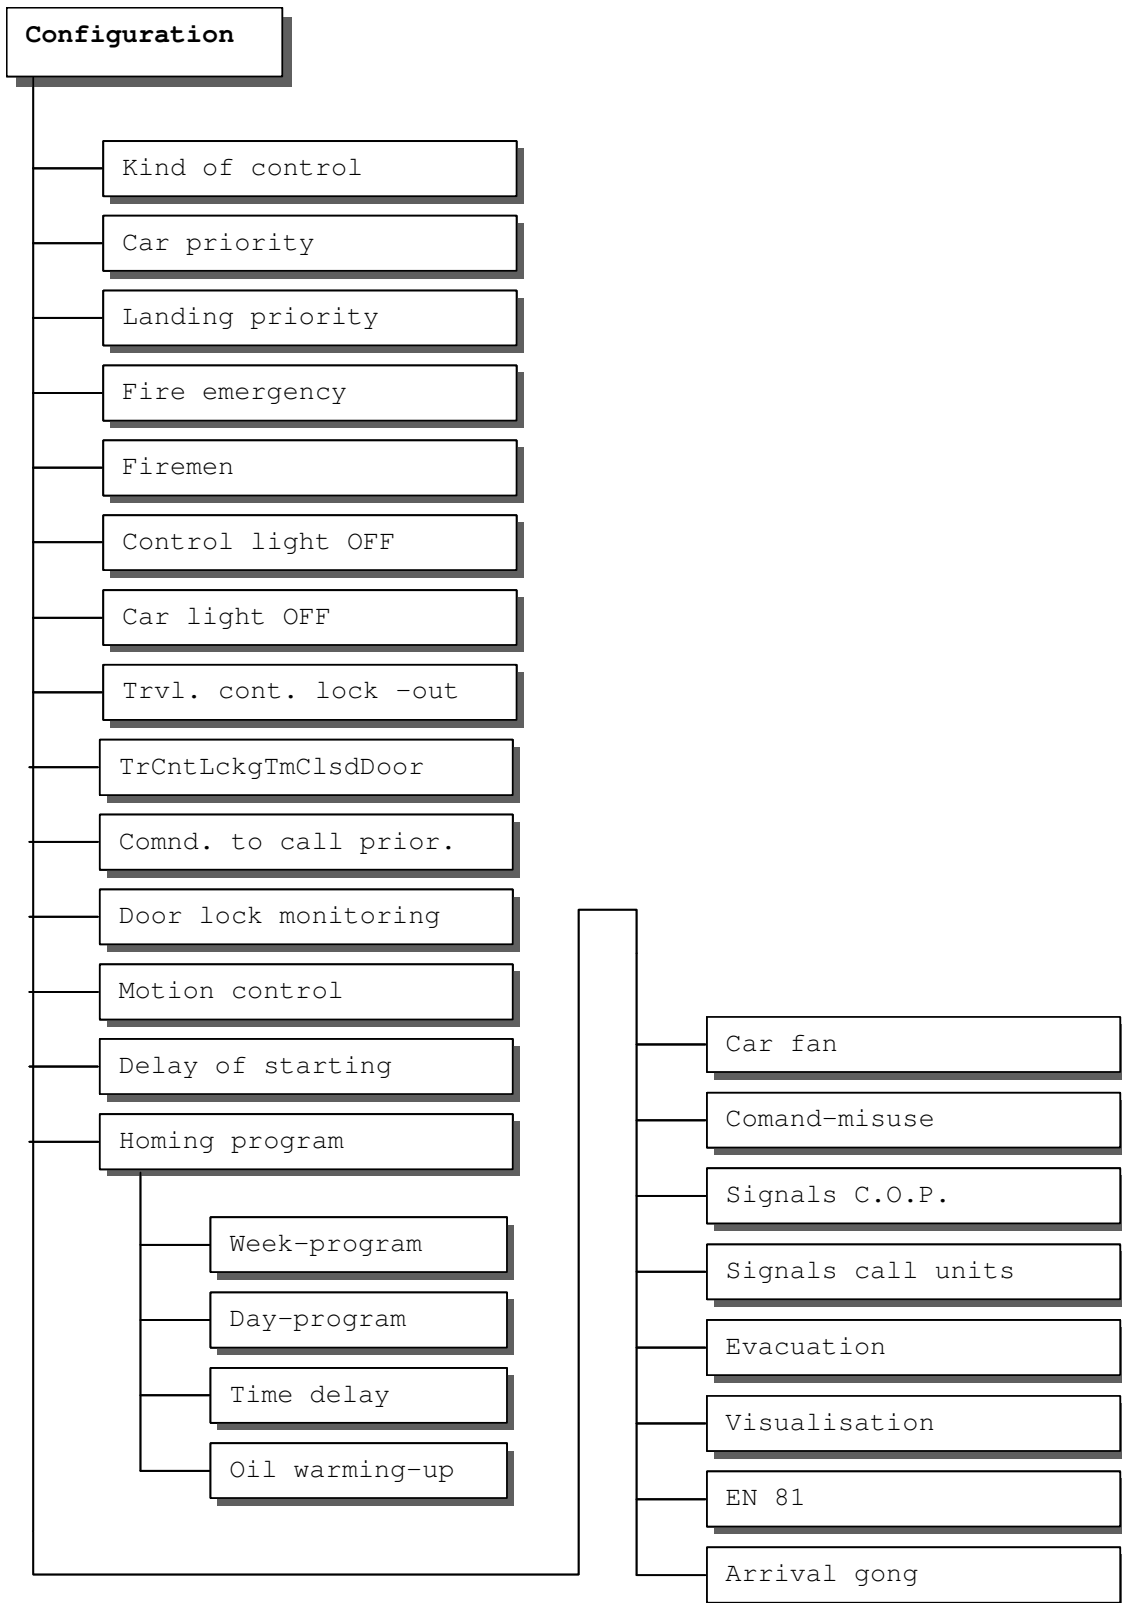 Configuration
Kind of control
Car priority
Landing priority
Fire emergency
Firemen
Control light OFF
Car light OFF
Trvl. cont. lock -out
TrCntLckgTmClsdDoor
Comnd. to call prior.
Door lock monitoring
Motion control
Delay of starting
Homing program
Week-program
Day-program
Time delay
Oil warming-up
Car fan
Comand-misuse
Signals C.O.P.
Signals call units
Evacuation
Visualisation
EN 81
Arrival gong